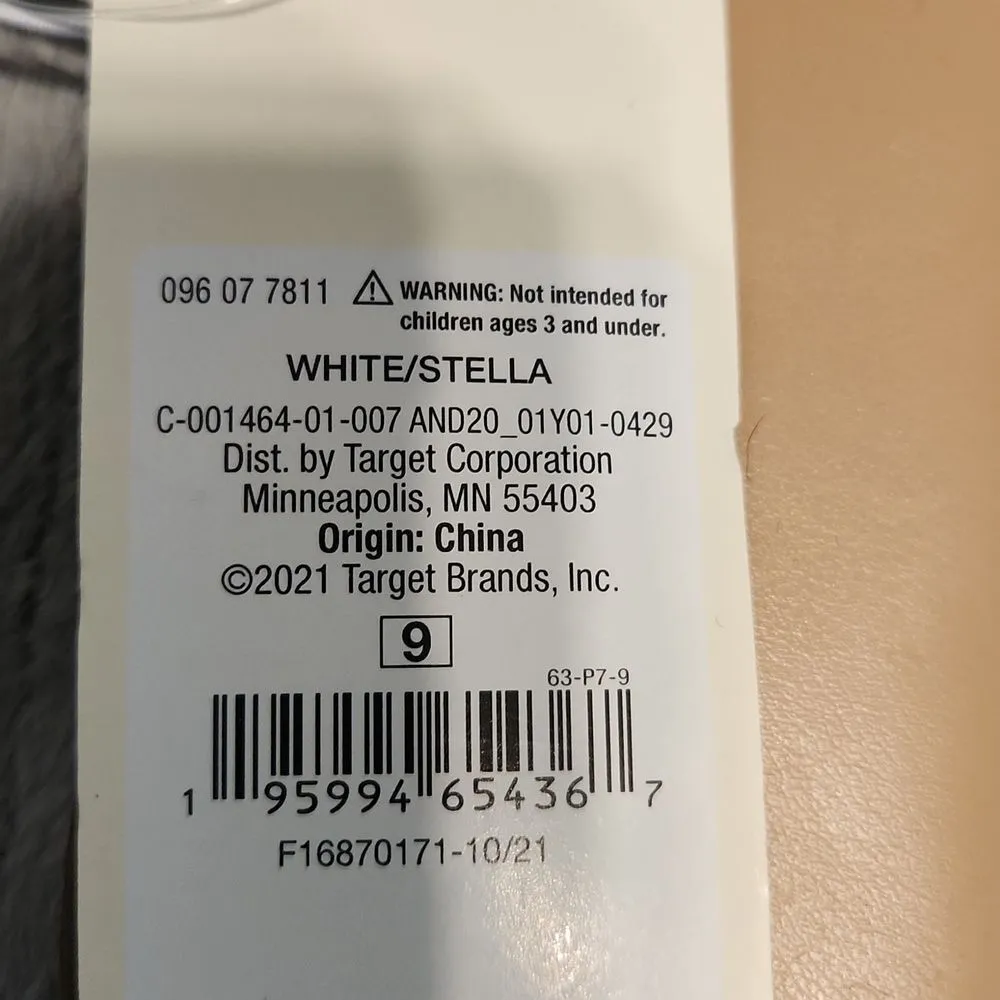 096 07 7811 ⚠ WARNING: Not intended for
children ages 3 and under.
WHITE/STELLA
C-001464-01-007 AND20_01Y01-0429
Dist. by Target Corporation
Minneapolis, MN 55403
Origin: China
©2021 Target Brands, Inc.
9
63-P7-9
1 95994 65436 7
F16870171-10/21